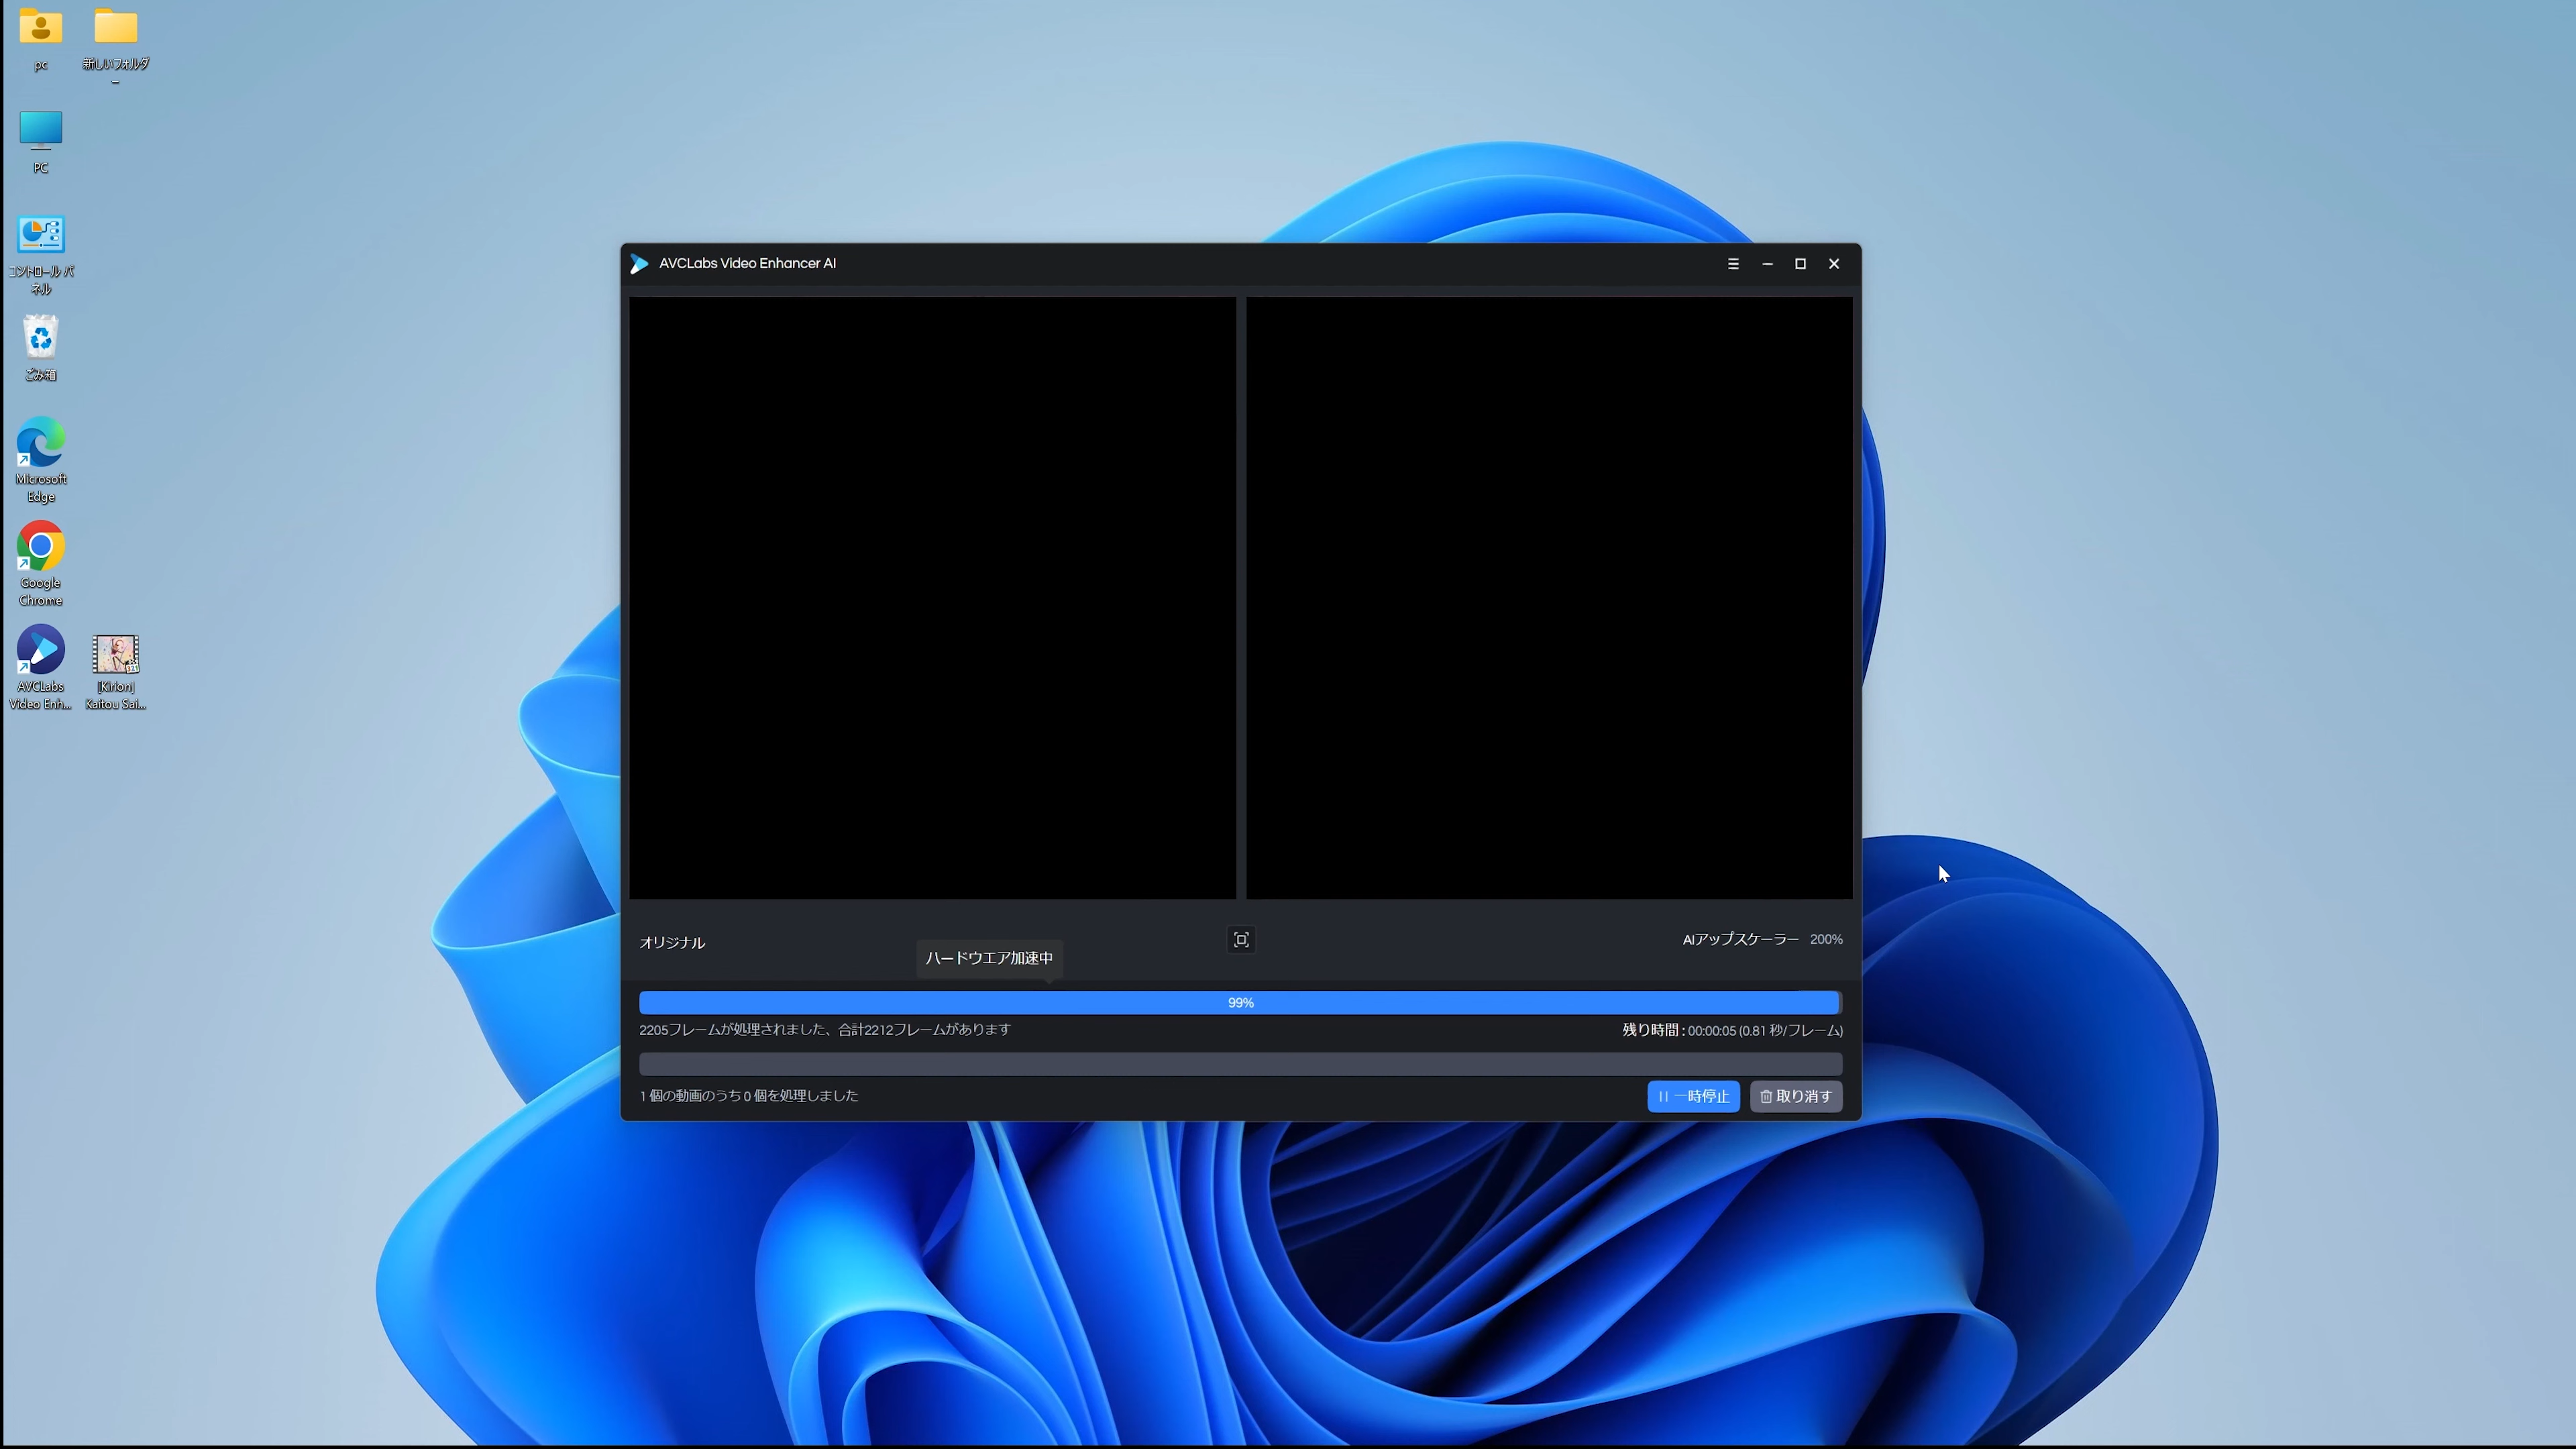 pc
新しいフォルダ
ー
PC
コントロール パ
ネル
ごみ箱
Microsoft
Edge
Google
Chrome
AVCLabs
Video Enh...
[Kirion]
Kaitou Sai...
321
AVCLabs Video Enhancer AI
オリジナル
ハードウエア加速中
AIアップスケーラー 200%
99%
2205フレームが処理されました、合計2212フレームがあります
残り時間 : 00:00:05 (0.81 秒/フレーム)
1 個の動画のうち 0 個を処理しました
一時停止
取り消す